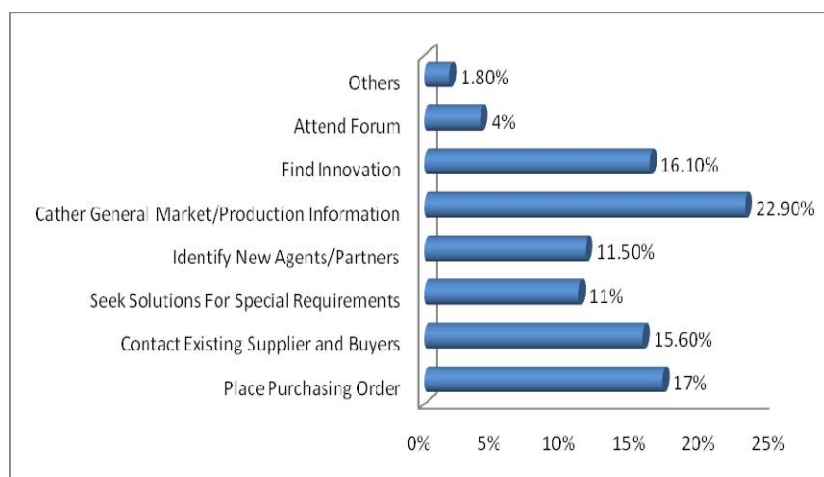 Others 1.80%
Attend Forum 4%
Find Innovation 16.10%
Cather General Market/Production Information 22.90%
Identify New Agents/Partners 11.50%
Seek Solutions For Special Requirements 11%
Contact Existing Supplier and Buyers 15.60%
Place Purchasing Order 17%
0% 5% 10% 15% 20% 25%